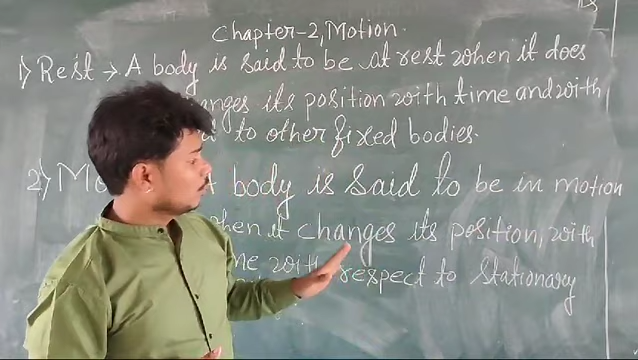 Chapter-2, Motion.
1) Rest → A body is said to be at rest when it does
anges its position with time and with
to other fixed bodies.
2) Mo A body is said to be in motion
hen it changes its position, with
me with respect to stationary